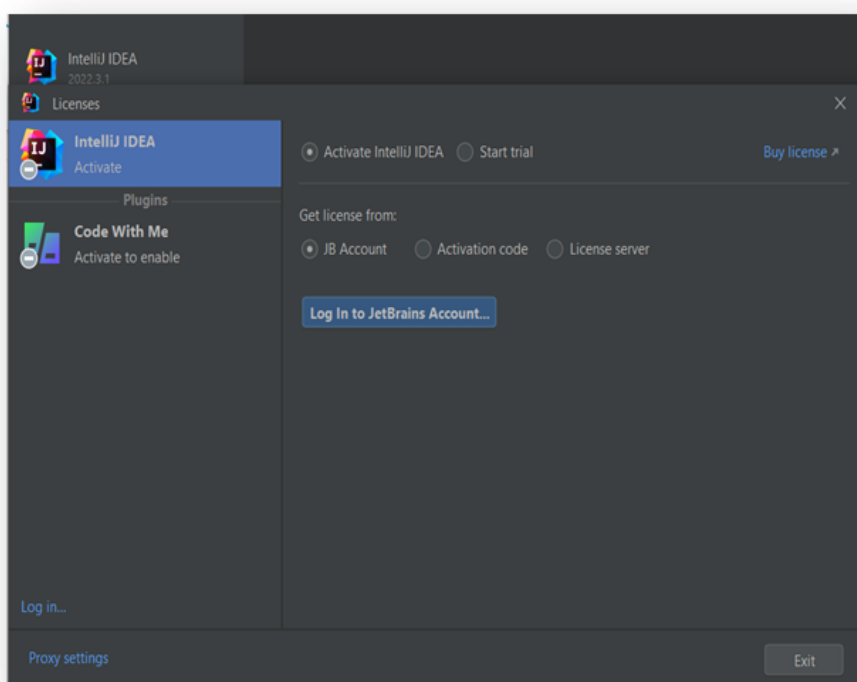 IntelliJ IDEA
2022.3.1
Licenses
IntelliJ IDEA
Activate
Plugins
Code With Me
Activate to enable
Log in...
Activate IntelliJ IDEA Start trial Buy license ↗
Get license from:
JB Account Activation code License server
Log In to JetBrains Account...
Proxy settings
Exit